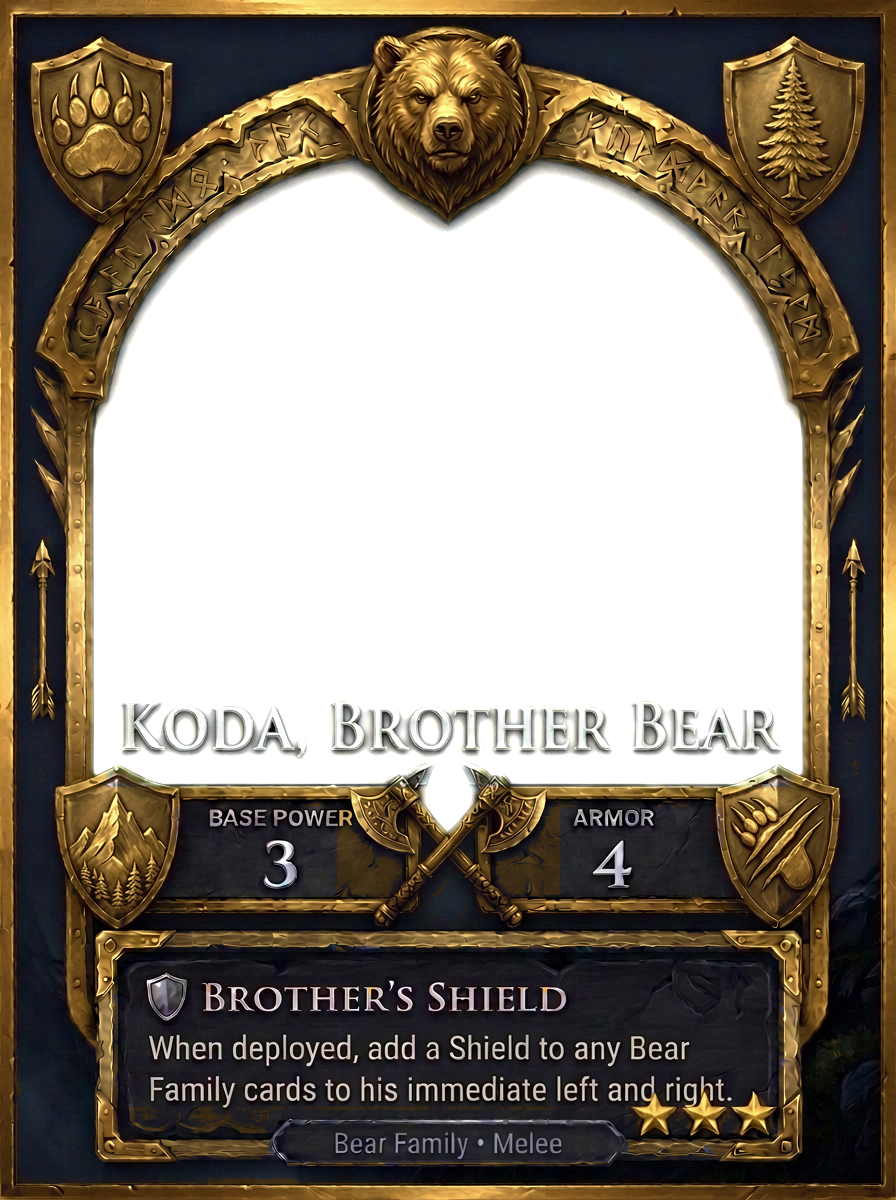 KODA, BROTHER BEAR
BASE POWER
3
ARMOR
4
BROTHER'S SHIELD
When deployed, add a Shield to any Bear
Family cards to his immediate left and right.
Bear Family • Melee